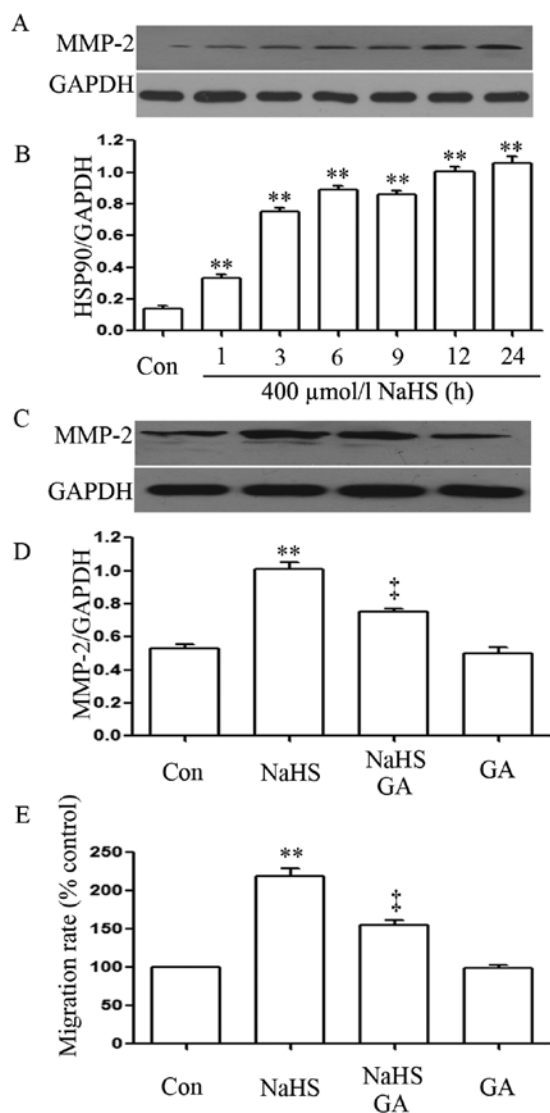 A
MMP-2
GAPDH
B
HSP90/GAPDH
1.2
1.0
0.8
0.6
0.4
0.2
0.0
** ** ** ** ** **
Con 1 3 6 9 12 24
400 µmol/l NaHS (h)
C
MMP-2
GAPDH
D
MMP-2/GAPDH
1.2
1.0
0.8
0.6
0.4
0.2
0.0
** ‡
Con NaHS NaHS GA
GA
E
Migration rate (% control)
250
200
150
100
50
0
** ‡
Con NaHS NaHS GA
GA